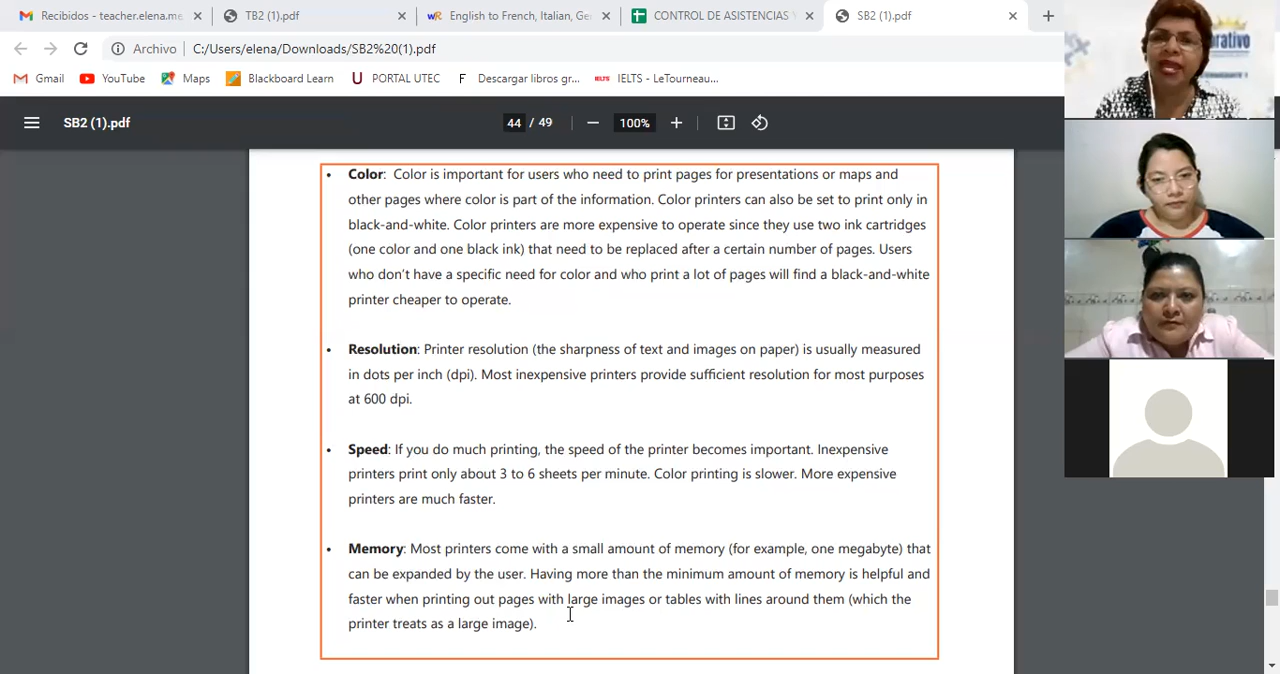 Recibidos - teacher.elena.me
TB2 (1).pdf
English to French, Italian, Ger
CONTROL DE ASISTENCIAS Y
SB2 (1).pdf
Archivo
C:/Users/elena/Downloads/SB2%20(1).pdf
Gmail
YouTube
Maps
Blackboard Learn
PORTAL UTEC
Descargar libros gr...
IELTS - LeTourneau...
SB2 (1).pdf
44 / 49
100%
• Color: Color is important for users who need to print pages for presentations or maps and
other pages where color is part of the information. Color printers can also be set to print only in
black-and-white. Color printers are more expensive to operate since they use two ink cartridges
(one color and one black ink) that need to be replaced after a certain number of pages. Users
who don't have a specific need for color and who print a lot of pages will find a black-and-white
printer cheaper to operate.
• Resolution: Printer resolution (the sharpness of text and images on paper) is usually measured
in dots per inch (dpi). Most inexpensive printers provide sufficient resolution for most purposes
at 600 dpi.
• Speed: If you do much printing, the speed of the printer becomes important. Inexpensive
printers print only about 3 to 6 sheets per minute. Color printing is slower. More expensive
printers are much faster.
• Memory: Most printers come with a small amount of memory (for example, one megabyte) that
can be expanded by the user. Having more than the minimum amount of memory is helpful and
faster when printing out pages with large images or tables with lines around them (which the
printer treats as a large image).